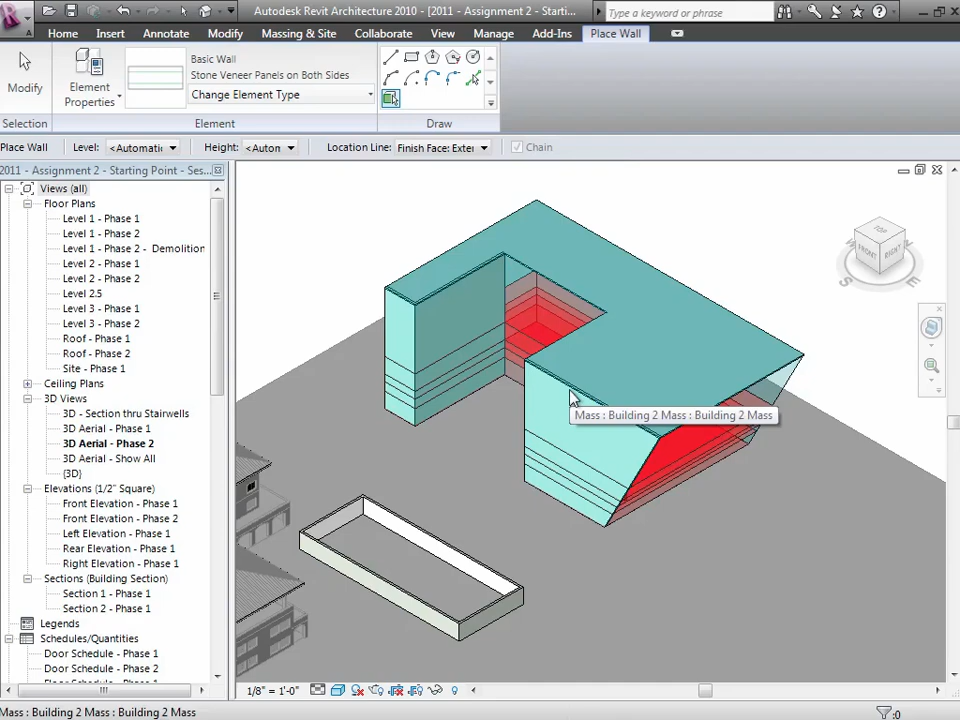 Autodesk Revit Architecture 2010 - [2011 - Assignment 2 - Starti...
Type a keyword or phrase
Home Insert Annotate Modify Massing & Site Collaborate View Manage Add-Ins Place Wall
Modify
Element
Properties
Basic Wall
Stone Veneer Panels on Both Sides
Change Element Type
Selection Element Draw
Place Wall Level: <Automati Height: <Auton Location Line: Finish Face: Exter Chain
2011 - Assignment 2 - Starting Point - Ses...
Views (all)
Floor Plans
Level 1 - Phase 1
Level 1 - Phase 2
Level 1 - Phase 2 - Demolition
Level 2 - Phase 1
Level 2 - Phase 2
Level 2.5
Level 3 - Phase 1
Level 3 - Phase 2
Roof - Phase 1
Roof - Phase 2
Site - Phase 1
Ceiling Plans
3D Views
3D - Section thru Stairwells
3D Aerial - Phase 1
3D Aerial - Phase 2
3D Aerial - Show All
(3D)
Elevations (1/2" Square)
Front Elevation - Phase 1
Front Elevation - Phase 2
Left Elevation - Phase 1
Rear Elevation - Phase 1
Right Elevation - Phase 1
Sections (Building Section)
Section 1 - Phase 1
Section 2 - Phase 1
Legends
Schedules/Quantities
Door Schedule - Phase 1
Door Schedule - Phase 2
TOP
FRONT
RIGHT
W
S
E
Mass : Building 2 Mass : Building 2 Mass
1/8" = 1'-0"
Mass : Building 2 Mass : Building 2 Mass
:0